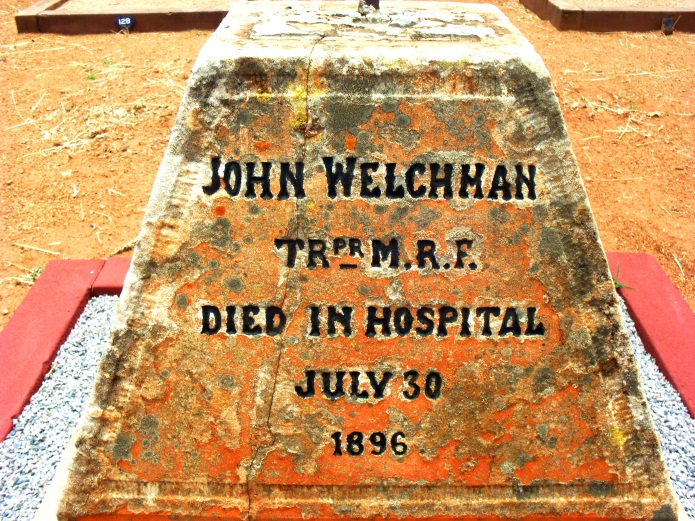 128
JOHN WELCHMAN
TRPR M.R.F.
DIED IN HOSPITAL
JULY 30
1896